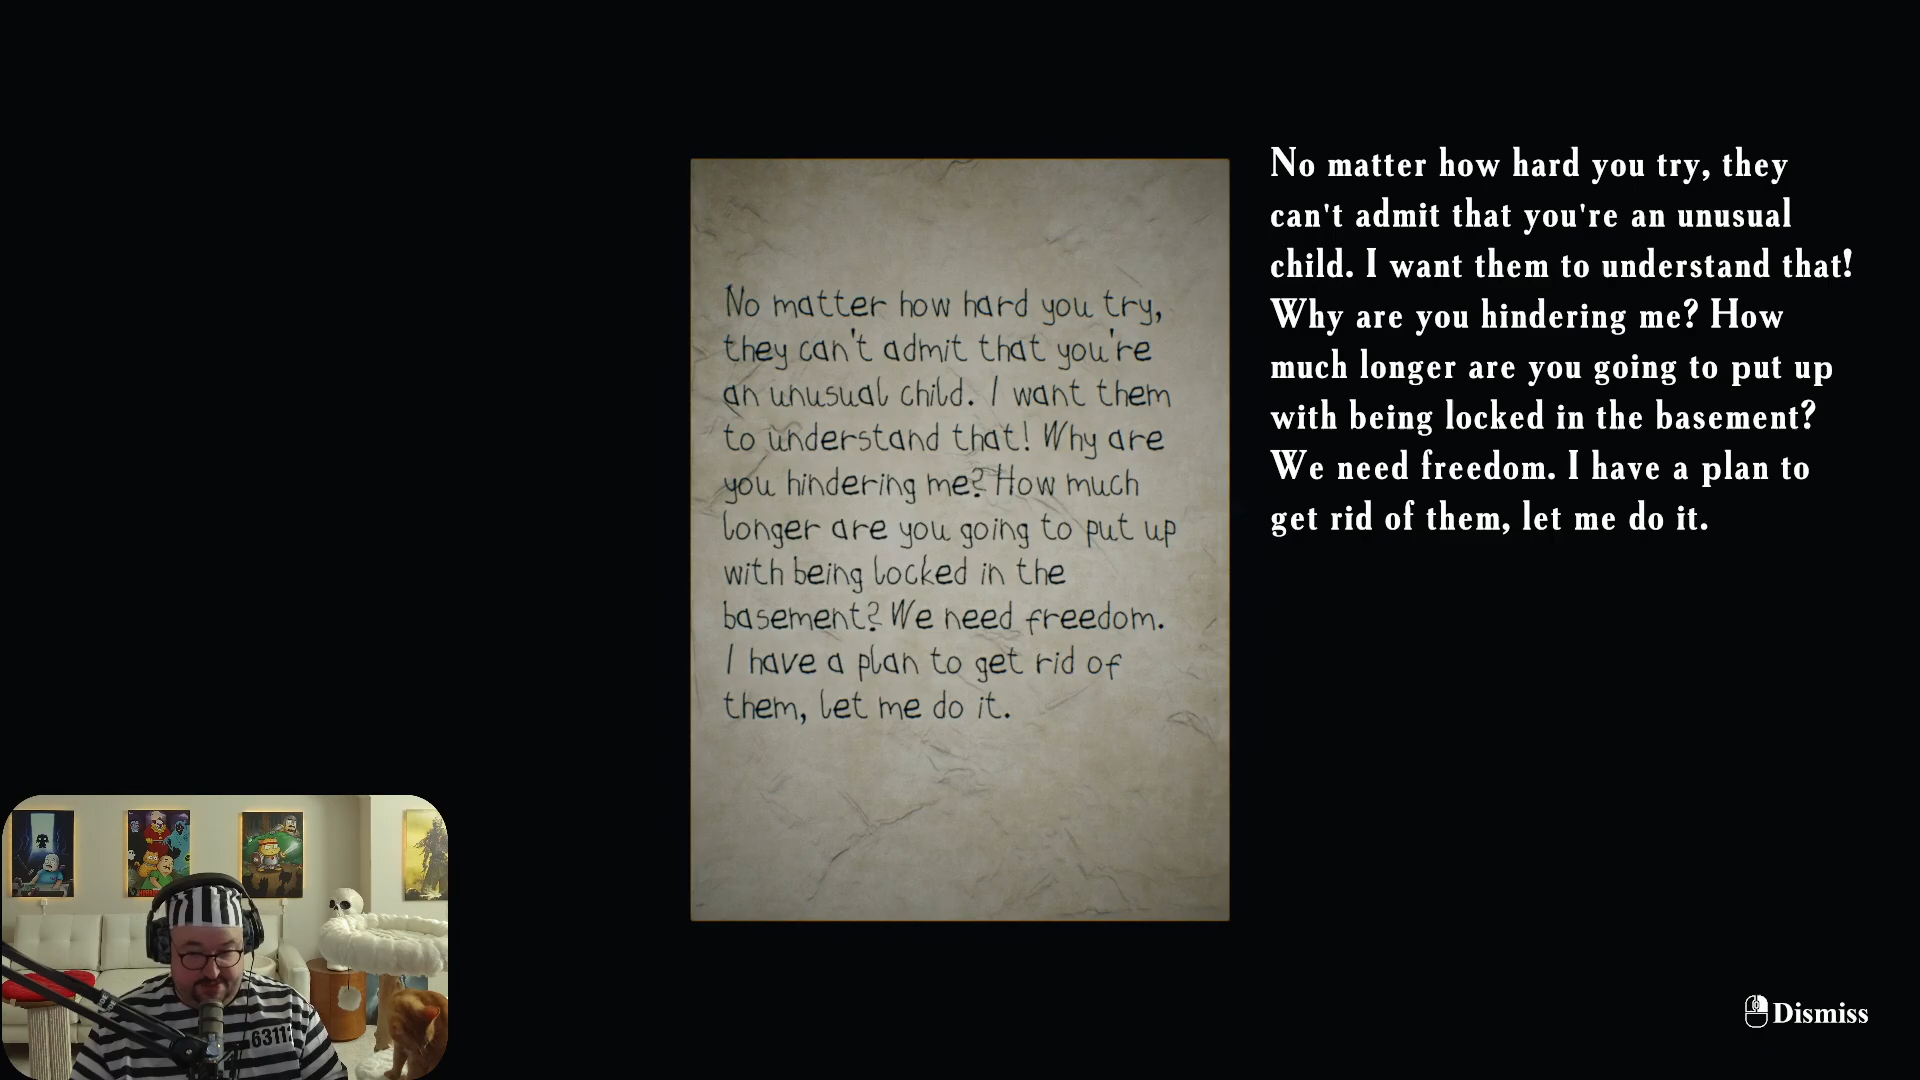 No matter how hard you try,
they can't admit that you're
an unusual child. I want them
to understand that! Why are
you hindering me? How much
longer are you going to put up
with being locked in the
basement? We need freedom.
I have a plan to get rid of
them, let me do it.
No matter how hard you try, they
can't admit that you're an unusual
child. I want them to understand that!
Why are you hindering me? How
much longer are you going to put up
with being locked in the basement?
We need freedom. I have a plan to
get rid of them, let me do it.
Dismiss